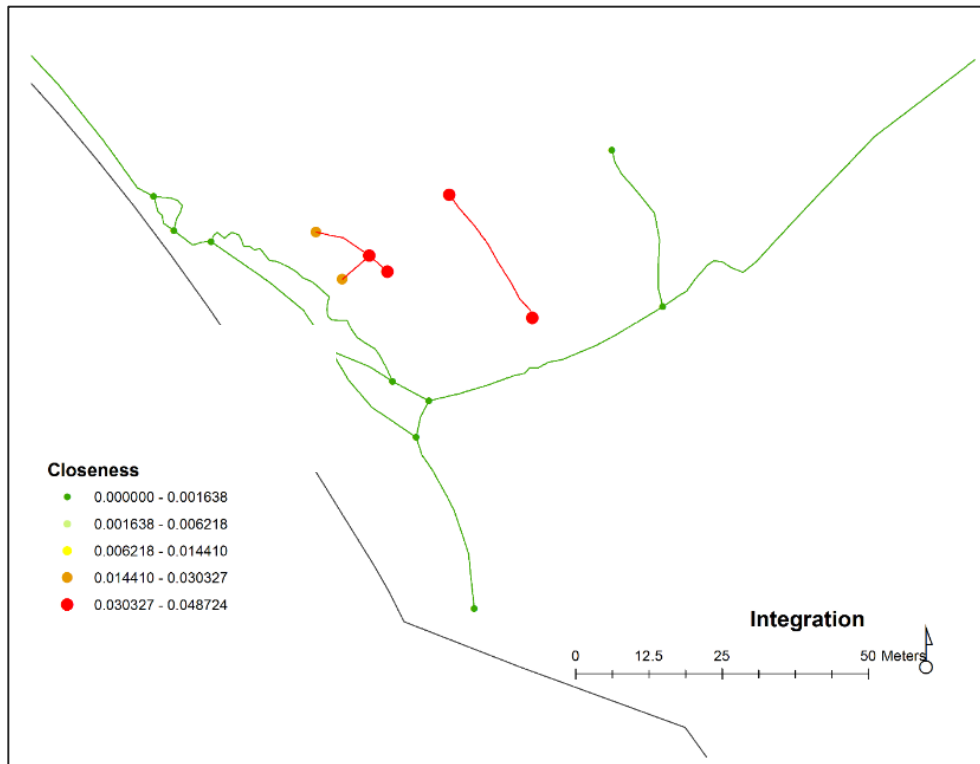 Closeness
0.000000 - 0.001638
0.001638 - 0.006218
0.006218 - 0.014410
0.014410 - 0.030327
0.030327 - 0.048724
Integration
0 12.5 25 50 Meters